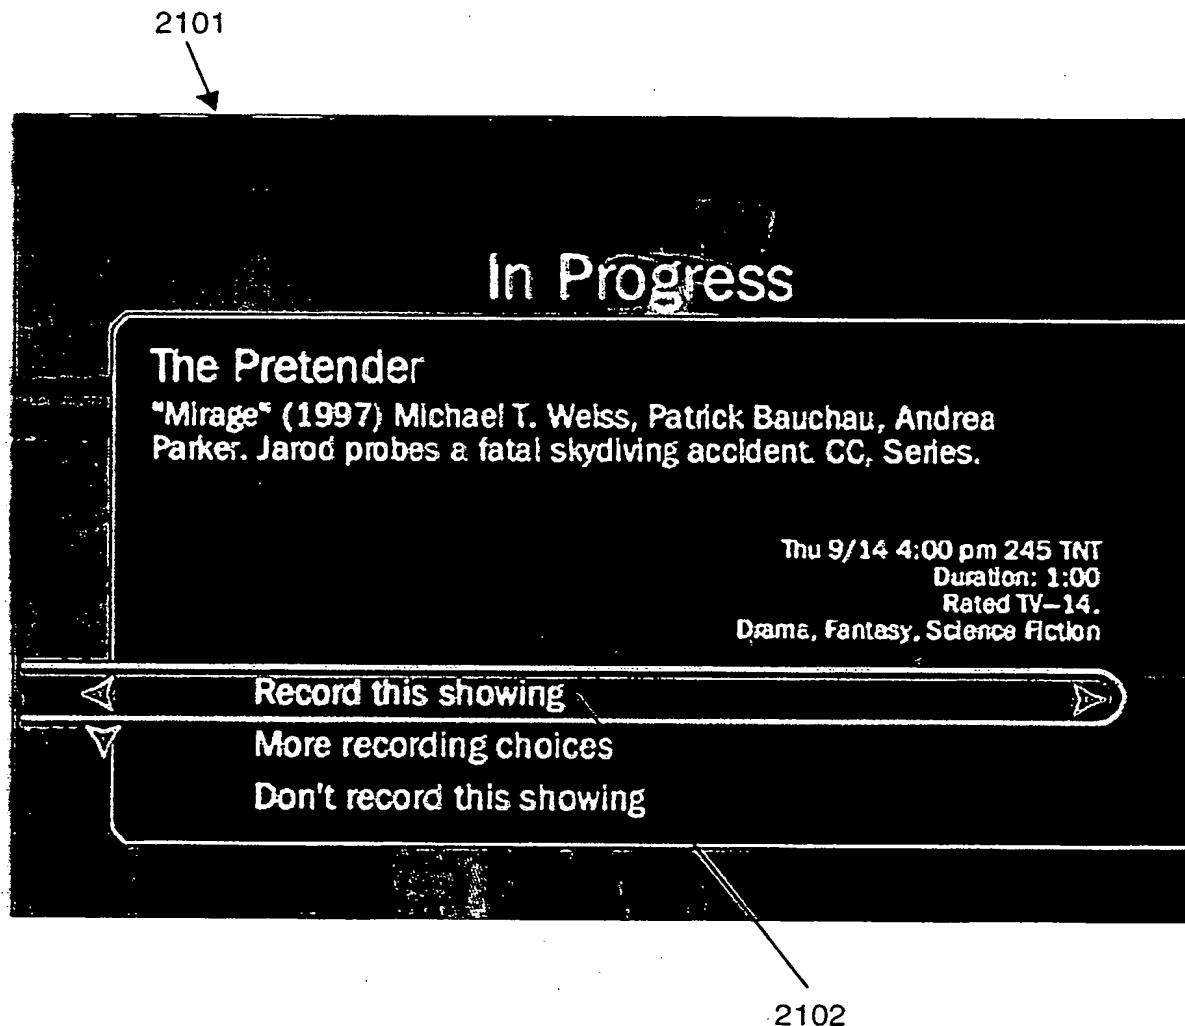 2101
In Progress
The Pretender
"Mirage" (1997) Michael T. Weiss, Patrick Bauchau, Andrea
Parker. Jarod probes a fatal skydiving accident. CC, Series.
Thu 9/14 4:00 pm 245 TNT
Duration: 1:00
Rated TV-14.
Drama, Fantasy, Science Fiction
Record this showing
More recording choices
Don't record this showing
2102